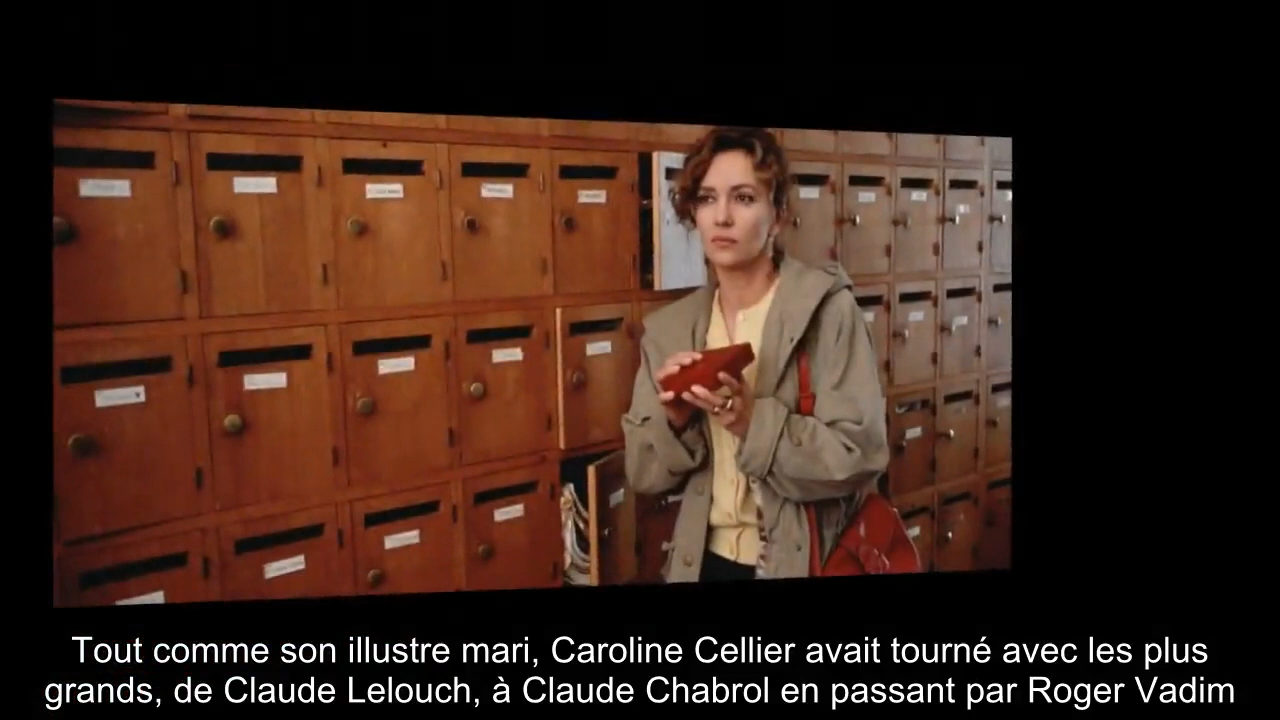 Tout comme son illustre mari, Caroline Cellier avait tourné avec les plus
grands, de Claude Lelouch, à Claude Chabrol en passant par Roger Vadim